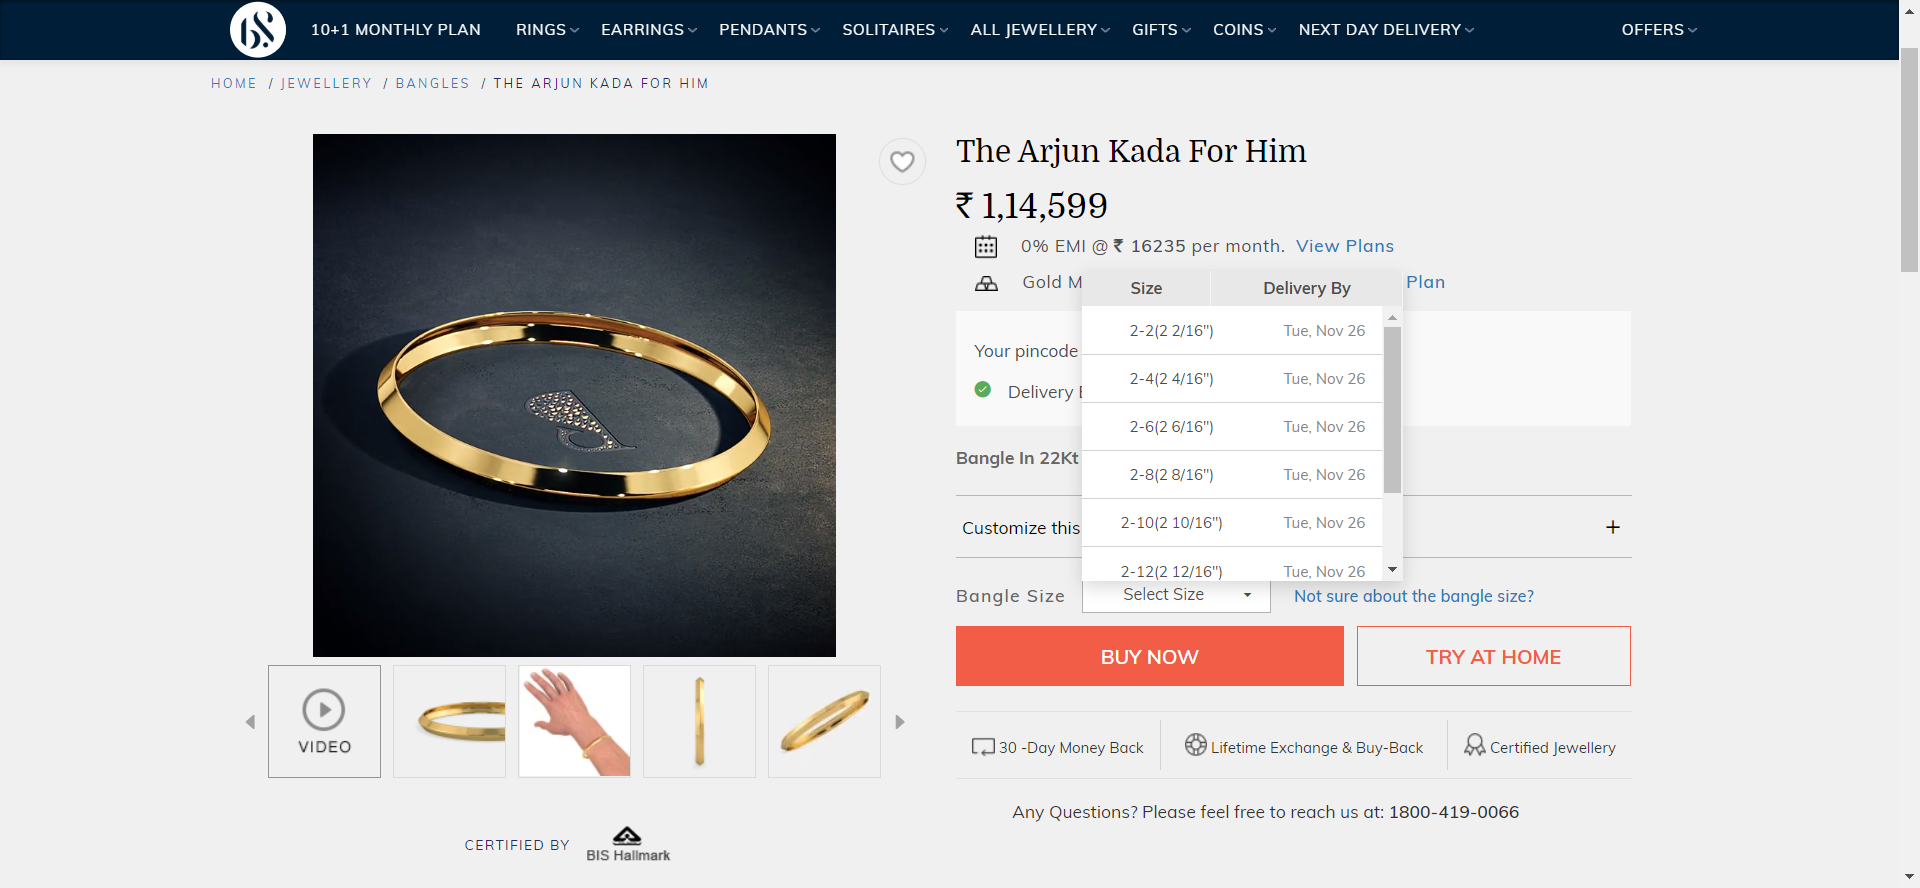 10+1 MONTHLY PLAN RINGS EARRINGS PENDANTS SOLITAIRES ALL JEWELLERY GIFTS COINS NEXT DAY DELIVERY OFFERS
HOME / JEWELLERY / BANGLES / THE ARJUN KADA FOR HIM
The Arjun Kada For Him
₹ 1,14,599
0% EMI @ ₹ 16235 per month. View Plans
Gold M Plan
Size Delivery By
2-2(2 2/16") Tue, Nov 26
2-4(2 4/16") Tue, Nov 26
2-6(2 6/16") Tue, Nov 26
2-8(2 8/16") Tue, Nov 26
2-10(2 10/16") Tue, Nov 26
2-12(2 12/16") Tue, Nov 26
Your pincode
Delivery
Bangle In 22Kt
Customize this +
Bangle Size Select Size Not sure about the bangle size?
BUY NOW TRY AT HOME
30 -Day Money Back Lifetime Exchange & Buy-Back Certified Jewellery
Any Questions? Please feel free to reach us at: 1800-419-0066
VIDEO
CERTIFIED BY BIS Hallmark